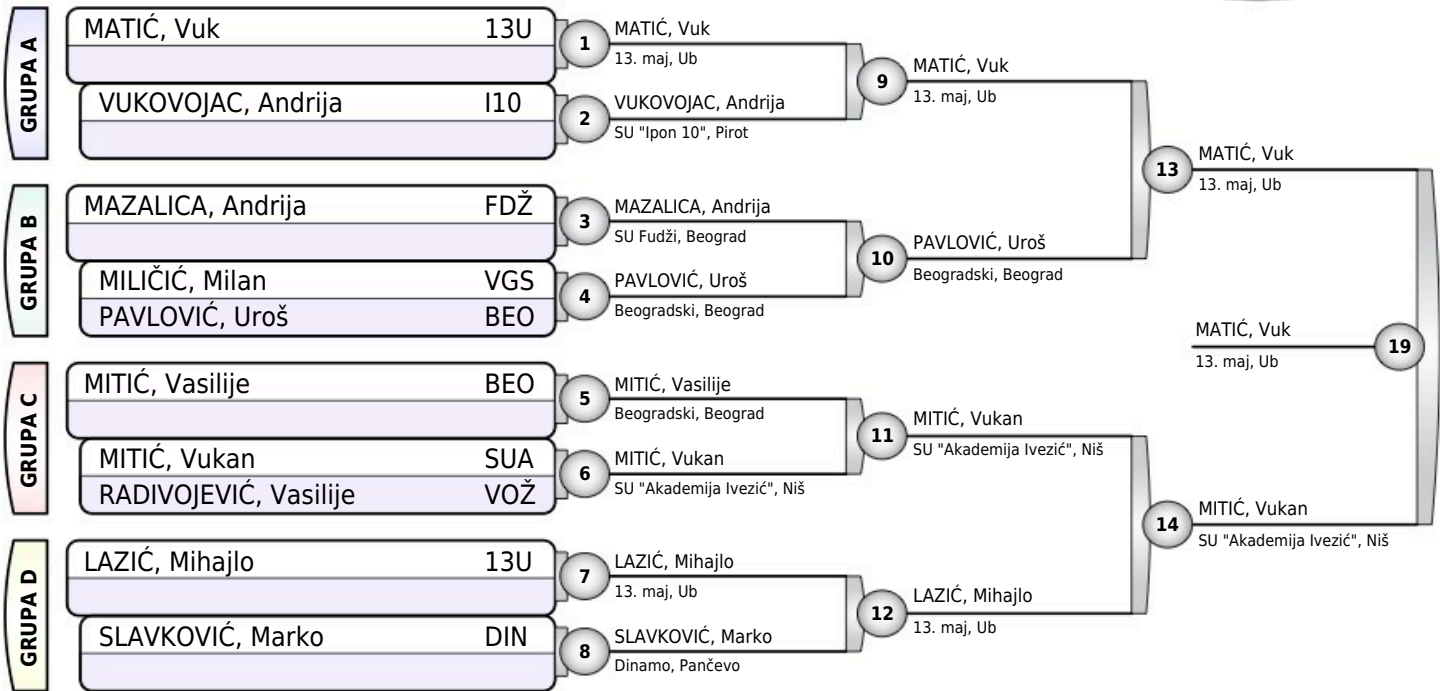 GRUPA A
MATIĆ, Vuk 13U
VUKOVOJAC, Andrija I10
GRUPA B
MAZALICA, Andrija FDŽ
MILIČIĆ, Milan VGS
PAVLOVIĆ, Uroš BEO
GRUPA C
MITIĆ, Vasilije BEO
MITIĆ, Vukan SUA
RADIVOJEVIĆ, Vasilije VOŽ
GRUPA D
LAZIĆ, Mihajlo 13U
SLAVKOVIĆ, Marko DIN
1
MATIĆ, Vuk
13. maj, Ub
2
VUKOVOJAC, Andrija
SU "Ipon 10", Pirot
3
MAZALICA, Andrija
SU Fudži, Beograd
4
PAVLOVIĆ, Uroš
Beogradski, Beograd
5
MITIĆ, Vasilije
Beogradski, Beograd
6
MITIĆ, Vukan
SU "Akademija Ivezić", Niš
7
LAZIĆ, Mihajlo
13. maj, Ub
8
SLAVKOVIĆ, Marko
Dinamo, Pančevo
9
MATIĆ, Vuk
13. maj, Ub
10
PAVLOVIĆ, Uroš
Beogradski, Beograd
11
MITIĆ, Vukan
SU "Akademija Ivezić", Niš
12
LAZIĆ, Mihajlo
13. maj, Ub
13
MATIĆ, Vuk
13. maj, Ub
14
MITIĆ, Vukan
SU "Akademija Ivezić", Niš
MATIĆ, Vuk
13. maj, Ub
19